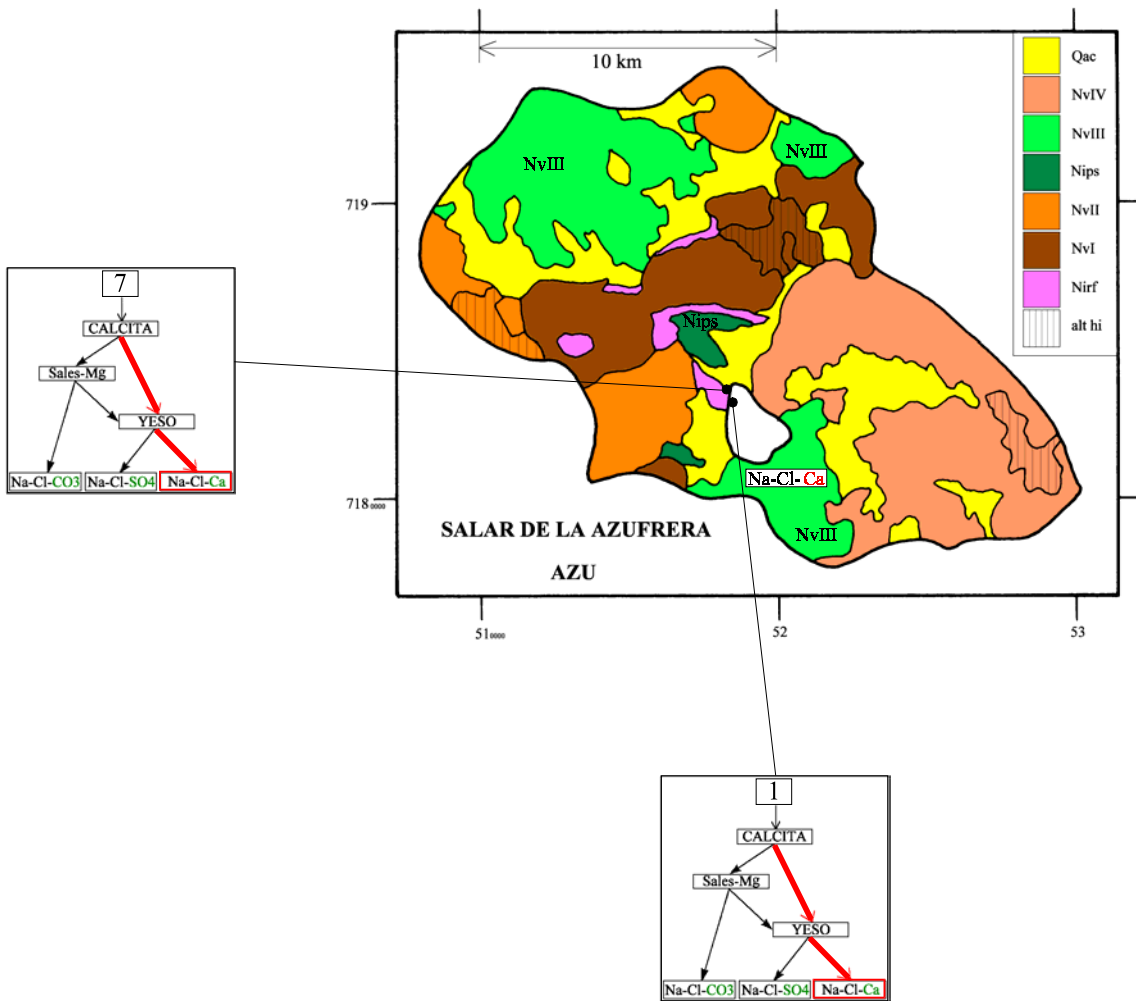 10 km
Qac
NvIV
NvIII
Nips
NvII
NvI
Nirf
alt hi
NvIII
NvIII
719
Nips
7
CALCITA
Sales-Mg
YESO
Na-Cl-CO3 Na-Cl-SO4 Na-Cl-Ca
Na-Cl-Ca
718 0000
SALAR DE LA AZUFRERA
NvIII
AZU
51 0000
52
53
1
CALCITA
Sales-Mg
YESO
Na-Cl-CO3 Na-Cl-SO4 Na-Cl-Ca